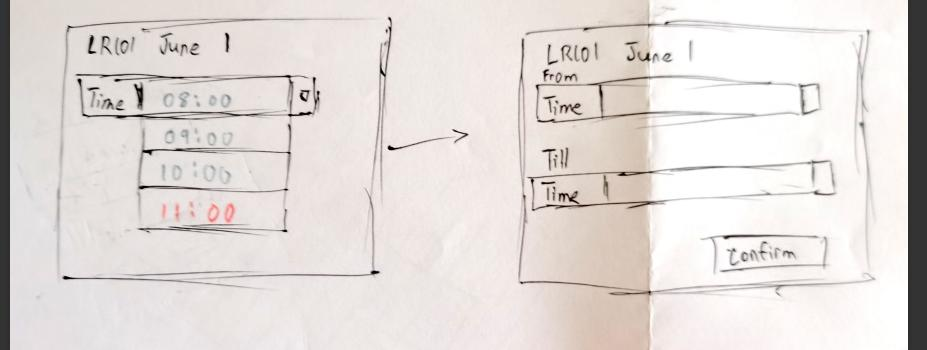 LR101 June 1
Time 08:00
09:00
10:00
11:00
LR101 June 1
From
Time
Till
Time
Confirm